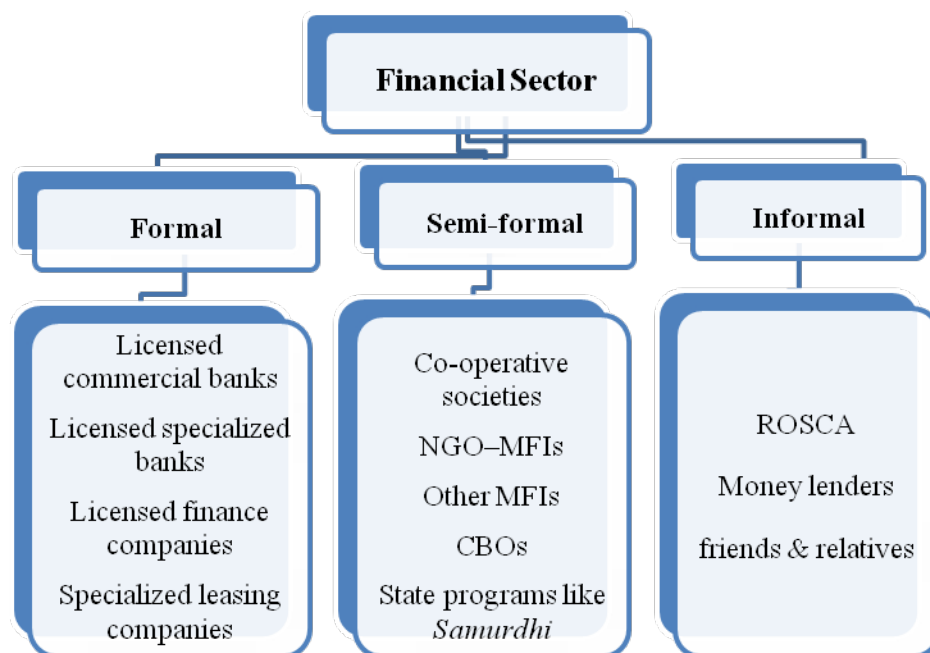 Financial Sector
Formal
Semi-formal
Informal
Licensed
commercial banks
Licensed specialized
banks
Licensed finance
companies
Specialized leasing
companies
Co-operative
societies
NGO–MFIs
Other MFIs
CBOs
State programs like
Samurdhi
ROSCA
Money lenders
friends & relatives